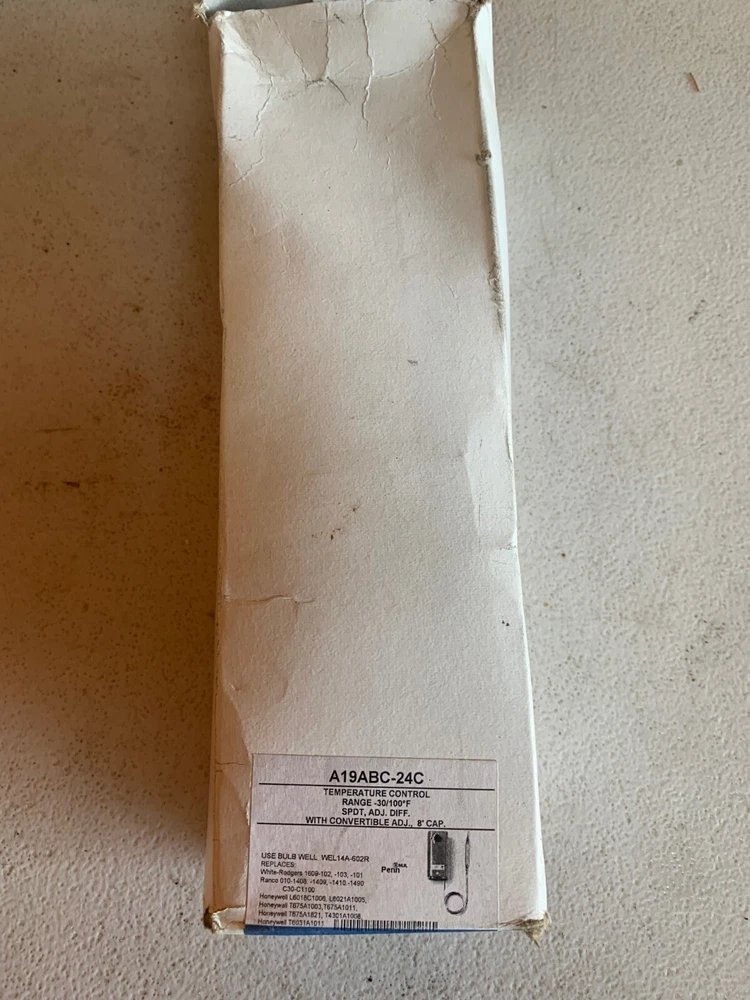 A19ABC-24C
TEMPERATURE CONTROL
RANGE -30/100°F
SPDT, ADJ. DIFF.
WITH CONVERTIBLE ADJ., 8' CAP.
USE BULB WELL WEL14A-602R
REPLACES:
White-Rodgers 1609-102, -103, -101
Ranco 010-1408, -1409, -1410 -1490
C30-C1100
Honeywell L6018C1006, L6021A1005,
Honeywell T675A1003,T675A1011,
Honeywell T675A1821, T4301A1008,
Honeywell T6031A1011
Penn